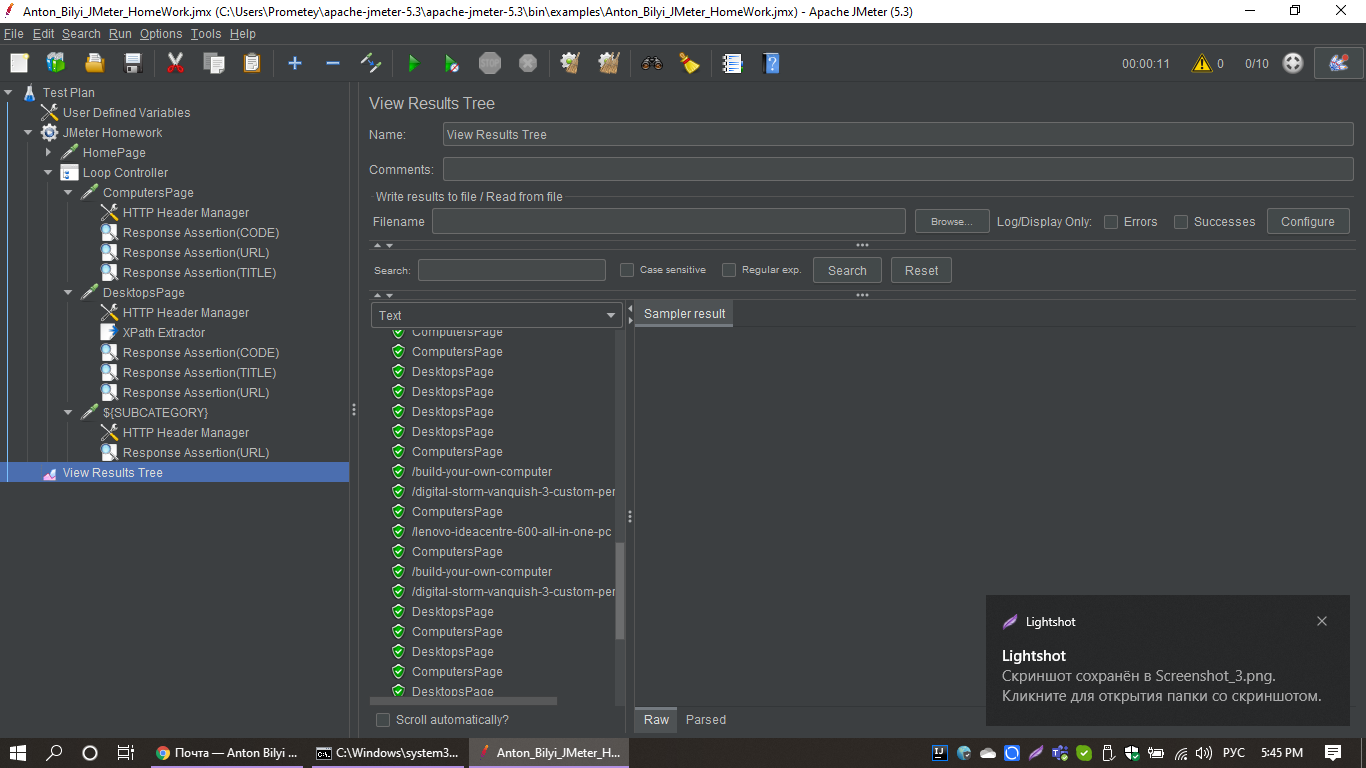 Anton_Bilyi_JMeter_HomeWork.jmx (C:\Users\Prometey\apache-jmeter-5.3\apache-jmeter-5.3\bin\examples\Anton_Bilyi_JMeter_HomeWork.jmx) - Apache JMeter (5.3)
File Edit Search Run Options Tools Help
STOP 00:00:11 0 0/10
Test Plan
User Defined Variables
JMeter Homework
HomePage
Loop Controller
ComputersPage
HTTP Header Manager
Response Assertion(CODE)
Response Assertion(URL)
Response Assertion(TITLE)
DesktopsPage
HTTP Header Manager
XPath Extractor
Response Assertion(CODE)
Response Assertion(TITLE)
Response Assertion(URL)
${SUBCATEGORY}
HTTP Header Manager
Response Assertion(URL)
View Results Tree
View Results Tree
Name: View Results Tree
Comments:
Write results to file / Read from file
Filename Browse... Log/Display Only: Errors Successes Configure
Search: Case sensitive Regular exp. Search Reset
Text
ComputersPage
ComputersPage
DesktopsPage
DesktopsPage
DesktopsPage
DesktopsPage
ComputersPage
/build-your-own-computer
/digital-storm-vanquish-3-custom-per
ComputersPage
/lenovo-ideacentre-600-all-in-one-pc
ComputersPage
/build-your-own-computer
/digital-storm-vanquish-3-custom-per
DesktopsPage
ComputersPage
DesktopsPage
ComputersPage
DesktopsPage
Scroll automatically?
Sampler result
Raw Parsed
Lightshot
Lightshot
Скриншот сохранён в Screenshot_3.png.
Кликните для открытия папки со скриншотом.
Почта — Anton Bilyi ... C:\Windows\system3... Anton_Bilyi_JMeter_H... IJ РУС 5:45 PM